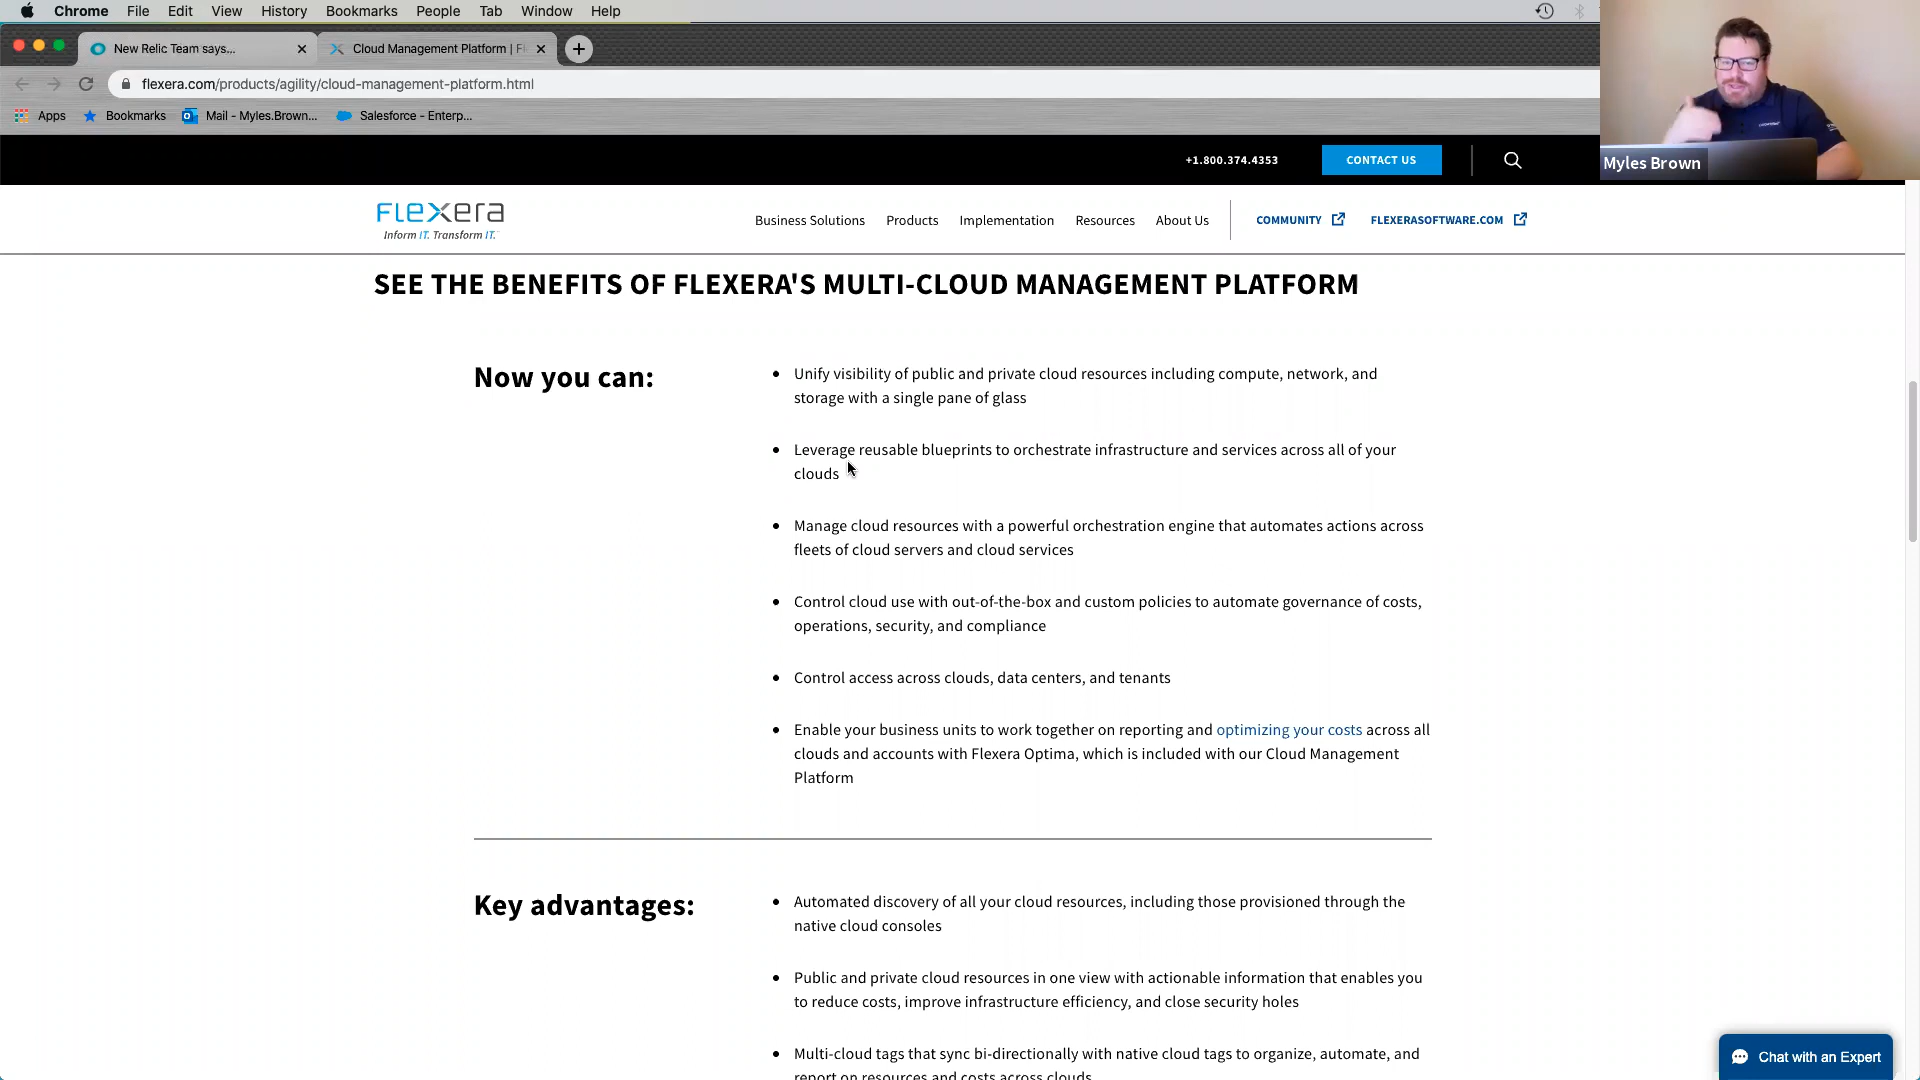 Chrome File Edit View History Bookmarks People Tab Window Help
New Relic Team says...
Cloud Management Platform |
flexera.com/products/agility/cloud-management-platform.html
Apps Bookmarks Mail - Myles.Brown... Salesforce - Enterp...
Myles Brown
+1.800.374.4353 CONTACT US
FLEXERA
Inform IT. Transform IT.
Business Solutions Products Implementation Resources About Us COMMUNITY FLEXERASOFTWARE.COM
SEE THE BENEFITS OF FLEXERA'S MULTI-CLOUD MANAGEMENT PLATFORM
Now you can:
• Unify visibility of public and private cloud resources including compute, network, and
storage with a single pane of glass
• Leverage reusable blueprints to orchestrate infrastructure and services across all of your
clouds
• Manage cloud resources with a powerful orchestration engine that automates actions across
fleets of cloud servers and cloud services
• Control cloud use with out-of-the-box and custom policies to automate governance of costs,
operations, security, and compliance
• Control access across clouds, data centers, and tenants
• Enable your business units to work together on reporting and optimizing your costs across all
clouds and accounts with Flexera Optima, which is included with our Cloud Management
Platform
Key advantages:
• Automated discovery of all your cloud resources, including those provisioned through the
native cloud consoles
• Public and private cloud resources in one view with actionable information that enables you
to reduce costs, improve infrastructure efficiency, and close security holes
• Multi-cloud tags that sync bi-directionally with native cloud tags to organize, automate, and
report on resources and costs across clouds
Chat with an Expert